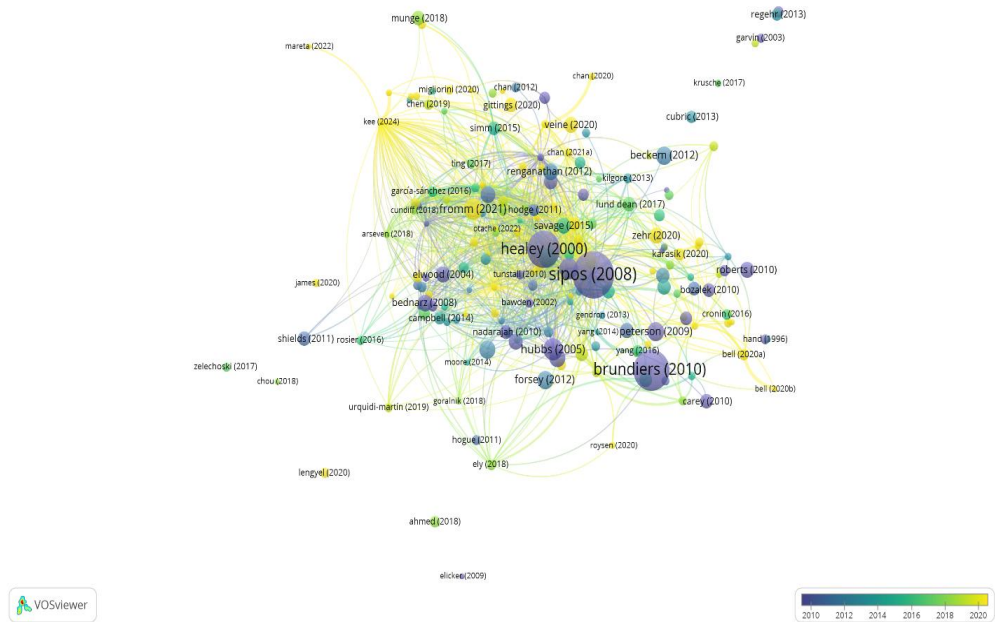 regehr (2013)
munge (2018)
garvin (2003)
mareta (2022)
chan (2020)
krusche (2017)
migliorini (2020)
chan (2012)
chen (2019)
gittings (2020)
cubric (2013)
kee (2024)
simm (2015)
veine (2020)
chan (2021a)
beckem (2012)
ting (2017)
renganathan (2012)
kilgore (2013)
garcía-sánchez (2016)
lund dean (2017)
cundiff (2018)
fromm (2021)
hodge (2011)
savage (2015)
otache (2022)
arseven (2018)
zehr (2020)
healey (2000)
karasik (2020)
sipos (2008)
roberts (2010)
elwood (2004)
tunstall (2010)
james (2020)
bozalek (2010)
bednarz (2008)
bawden (2002)
campbell (2014)
gendron (2013)
cronin (2016)
nadarajah (2010)
yang (2014)
peterson (2009)
shields (2011)
rosier (2016)
hand (1996)
hubbs (2005)
yang (2016)
bell (2020a)
moore (2014)
zelechoski (2017)
brundiers (2010)
chou (2018)
forsey (2012)
bell (2020b)
goralnik (2018)
carey (2010)
urquidi-martín (2019)
hogue (2011)
roysen (2020)
ely (2018)
lengyel (2020)
ahmed (2018)
elicker (2009)
VOSviewer
2010 2012 2014 2016 2018 2020